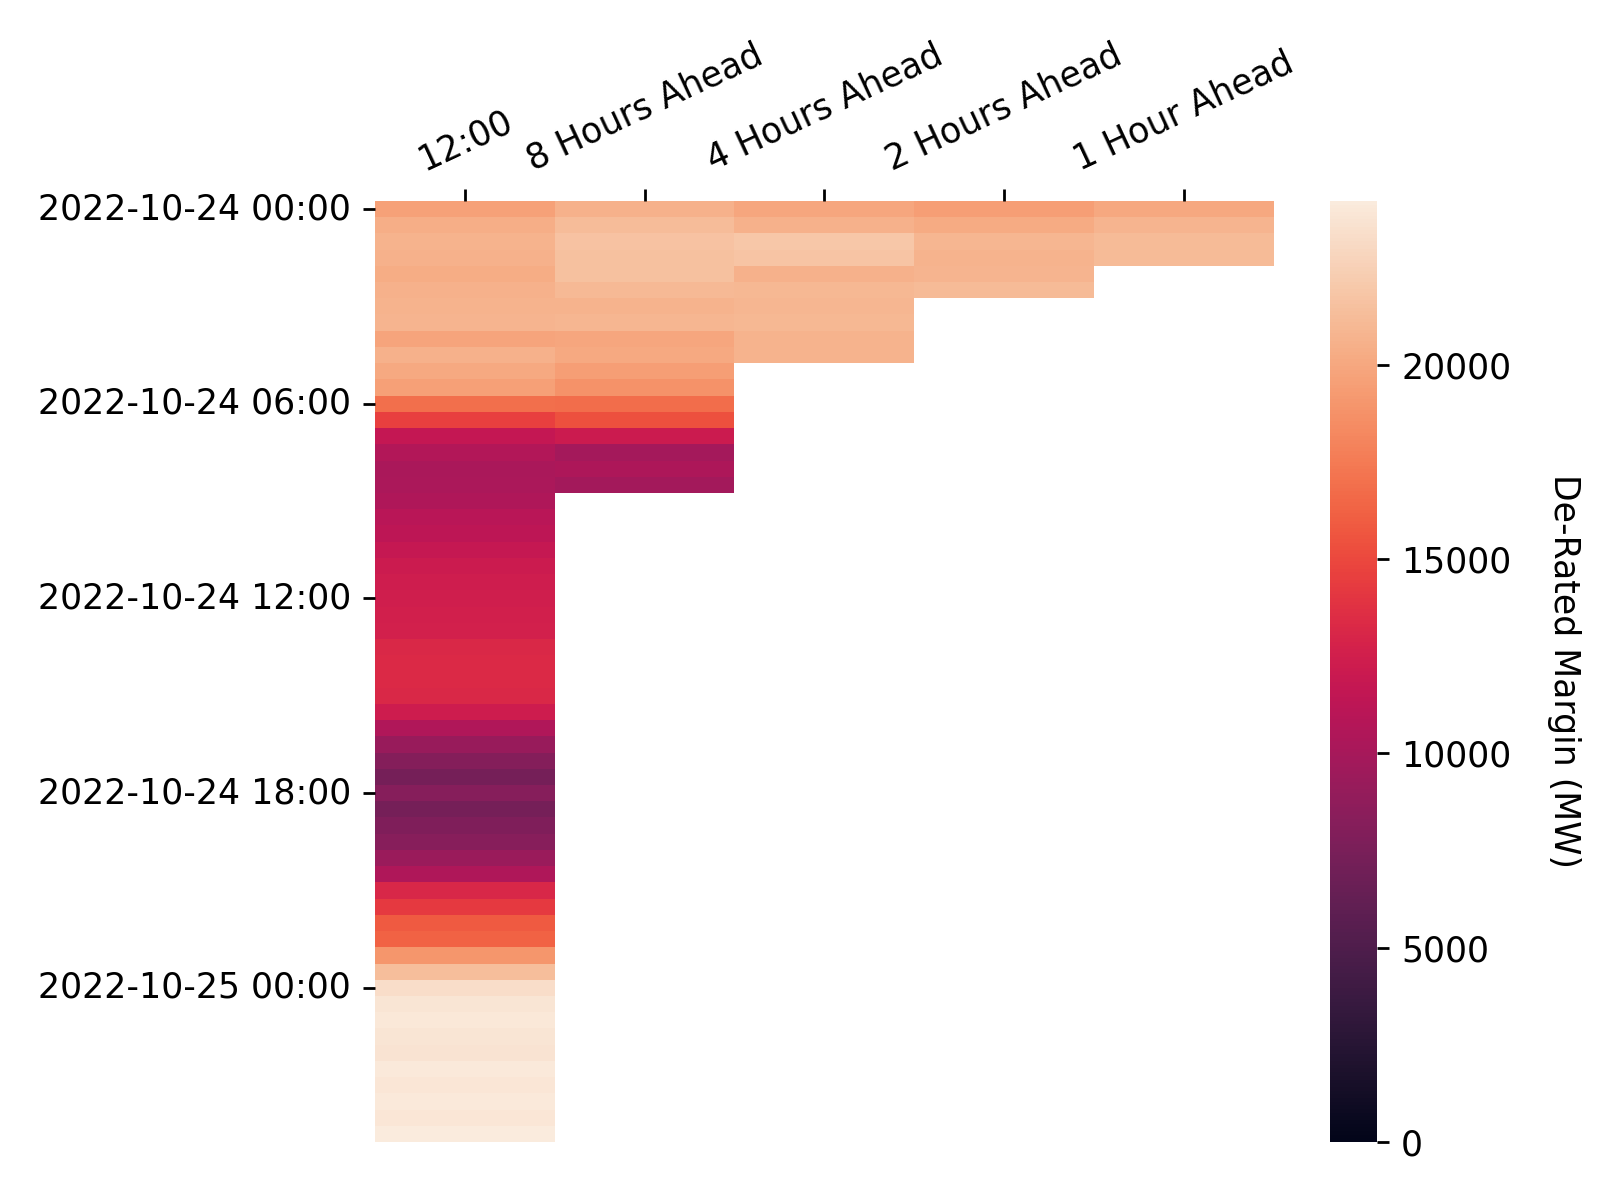 12:00
8 Hours Ahead
4 Hours Ahead
2 Hours Ahead
1 Hour Ahead
2022-10-24 00:00
2022-10-24 06:00
2022-10-24 12:00
2022-10-24 18:00
2022-10-25 00:00
20000
15000
10000
5000
0
De-Rated Margin (MW)